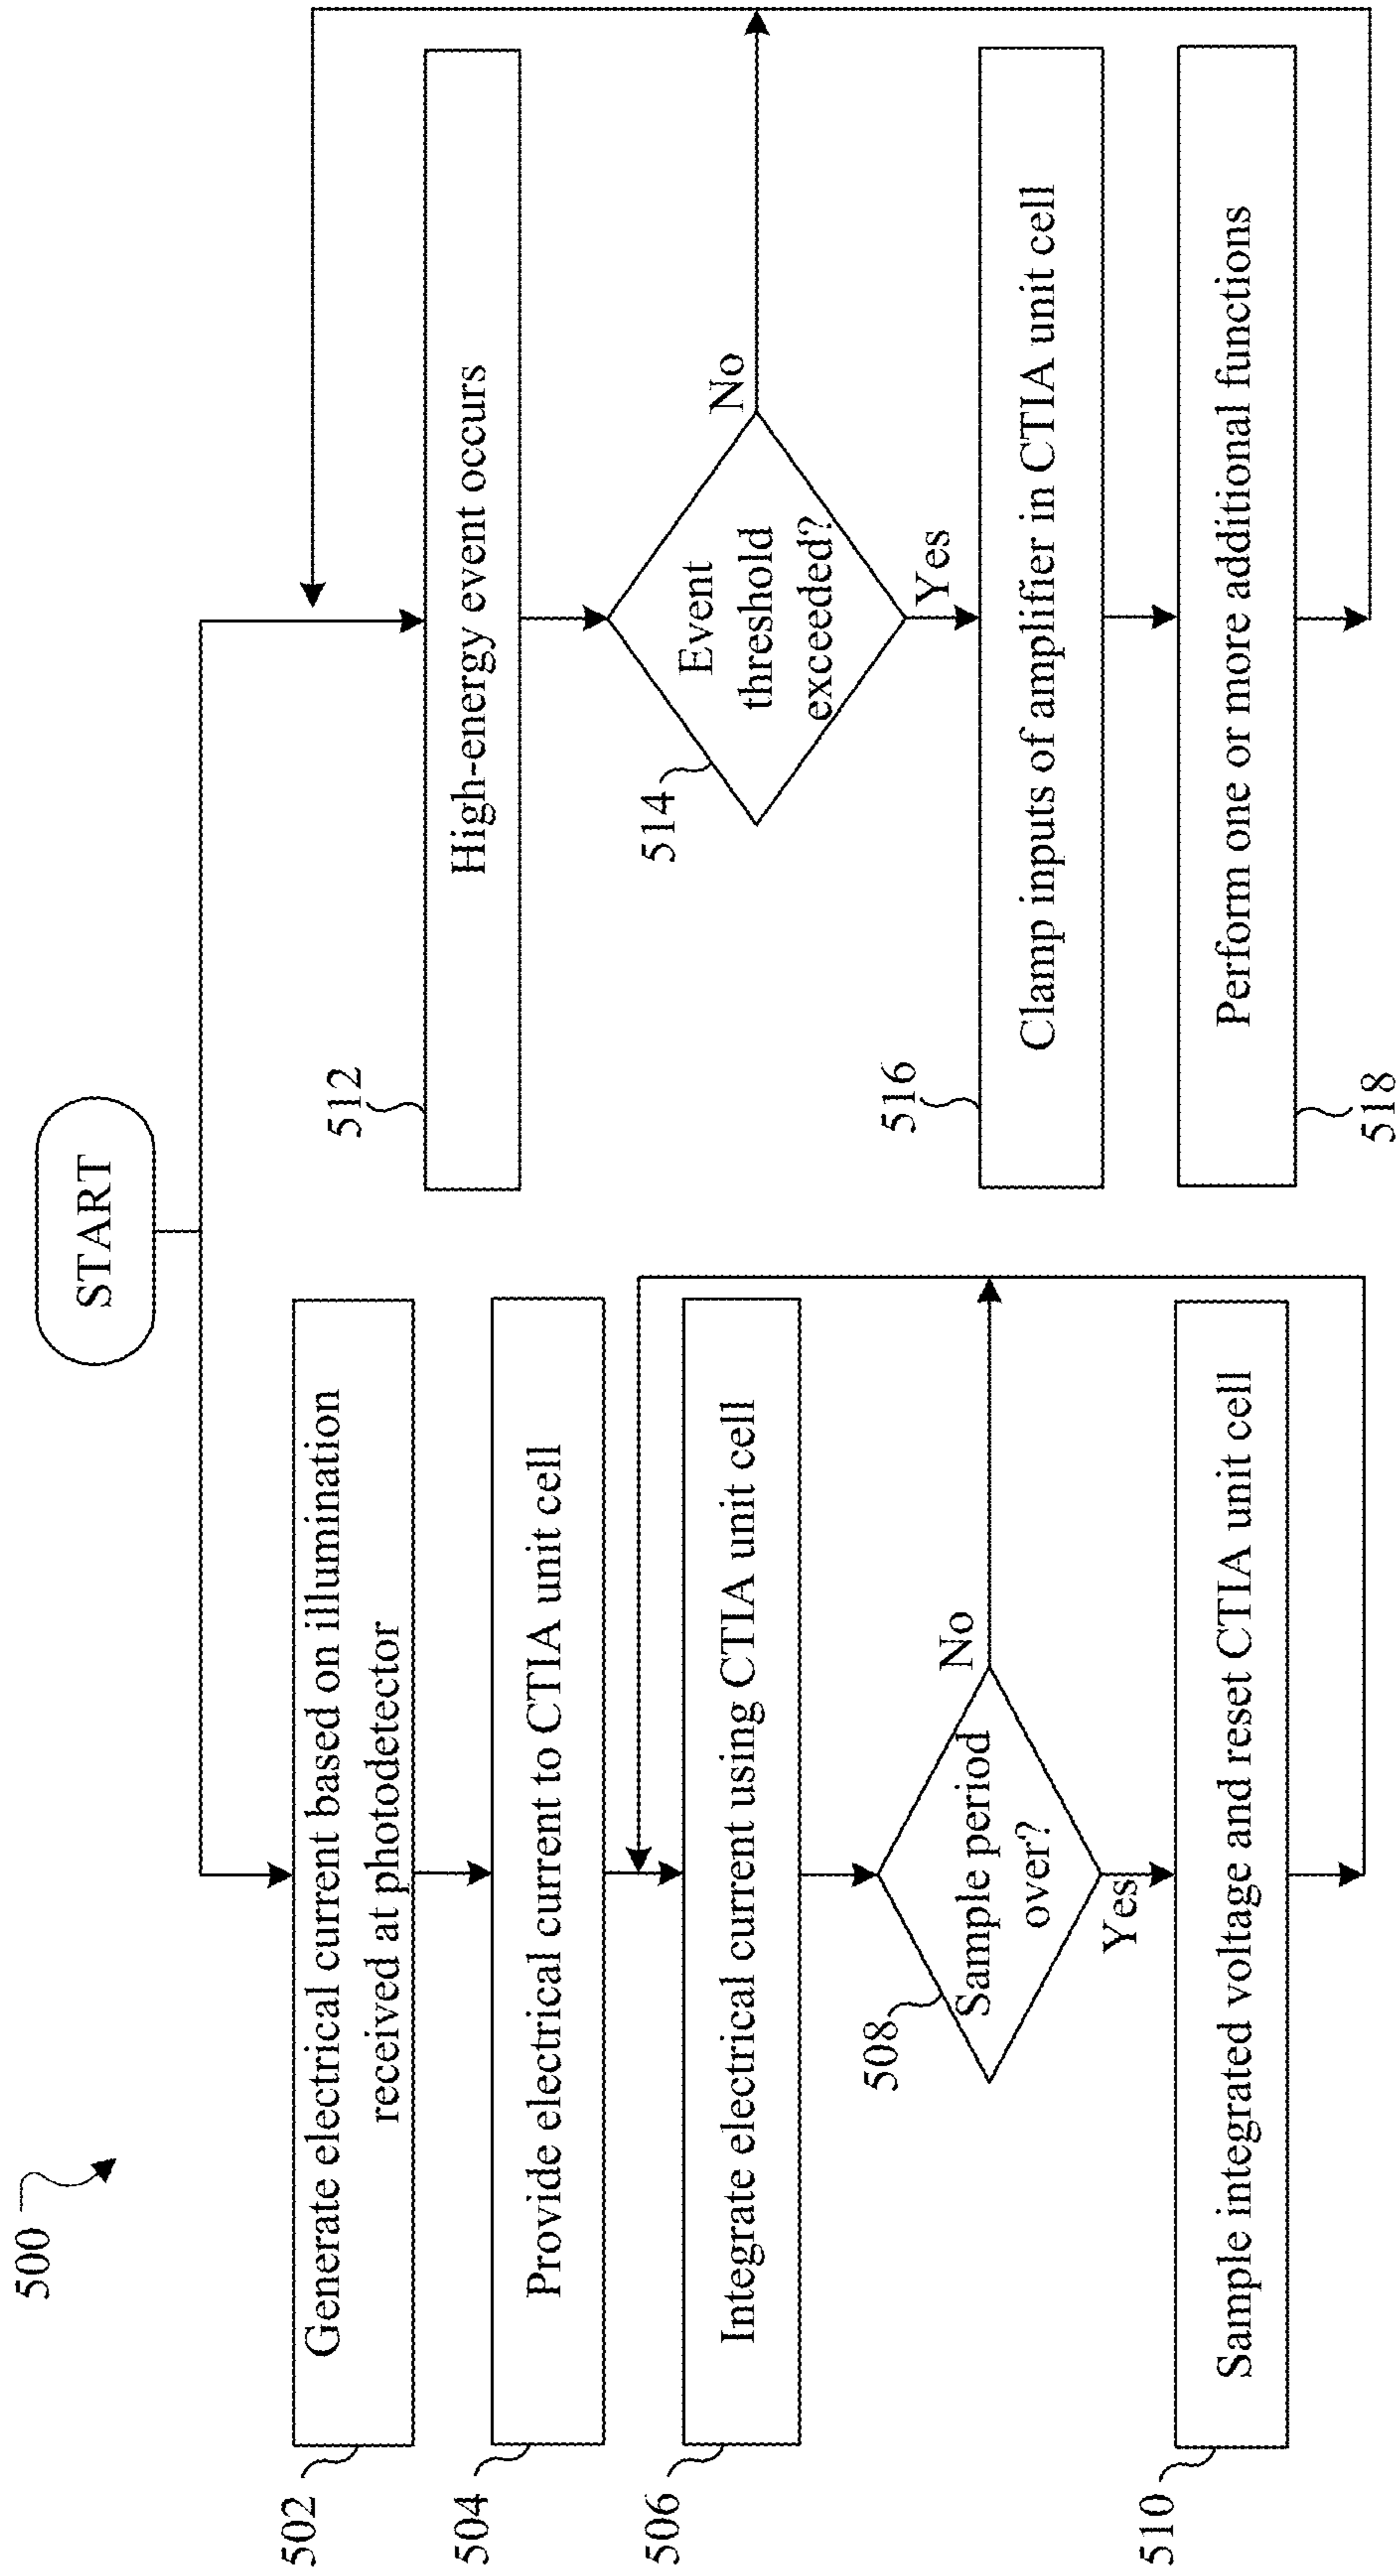 500
START
502
Generate electrical current based on illumination
received at photodetector
504
Provide electrical current to CTIA unit cell
506
Integrate electrical current using CTIA unit cell
508
Sample period
over?
No
Yes
510
Sample integrated voltage and reset CTIA unit cell
512
High-energy event occurs
514
Event
threshold
exceeded?
No
Yes
516
Clamp inputs of amplifier in CTIA unit cell
Perform one or more additional functions
518